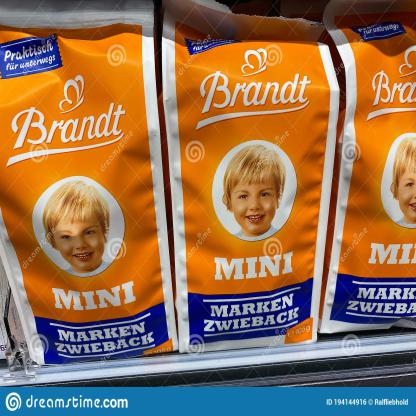 Praktisch
für unterwegs
Brandt
MINI
MARKEN
ZWIEBACK
Brandt
MINI
MARKEN
ZWIEBACK
Brandt
MINI
MARKEN
ZWIEBACK
dreamstime.com
ID 194144916 © Ralfliebhold